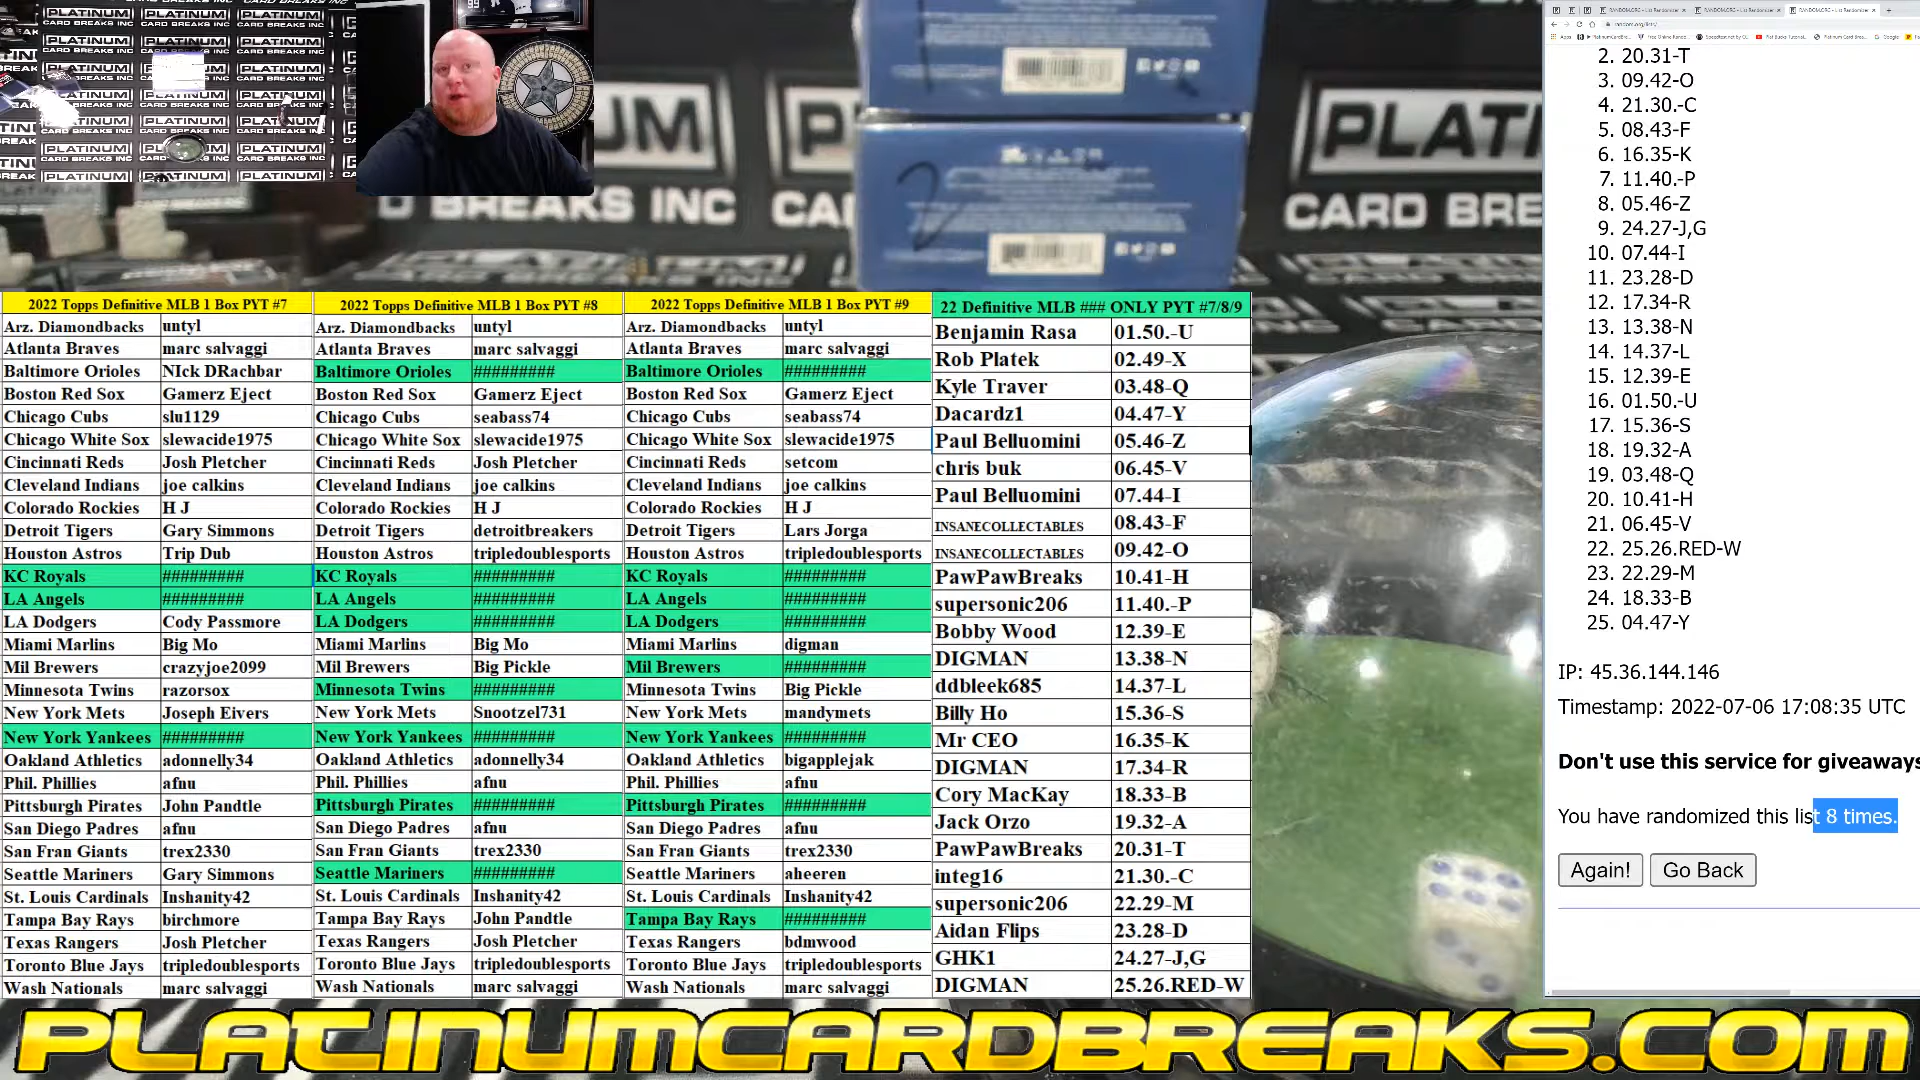 PLATINUM CARD BREAKS INC
PLATINUM
CARD BREAKS INC
2
2022 Topps Definitive MLB 1 Box PYT #7
Arz. Diamondbacks untyl
Atlanta Braves marc salvaggi
Baltimore Orioles NIck DRachbar
Boston Red Sox Gamerz Eject
Chicago Cubs slu1129
Chicago White Sox slewacide1975
Cincinnati Reds Josh Pletcher
Cleveland Indians joe calkins
Colorado Rockies H J
Detroit Tigers Gary Simmons
Houston Astros Trip Dub
KC Royals #########
LA Angels #########
LA Dodgers Cody Passmore
Miami Marlins Big Mo
Mil Brewers crazyjoe2099
Minnesota Twins razorsox
New York Mets Joseph Eivers
New York Yankees #########
Oakland Athletics adonnelly34
Phil. Phillies afnu
Pittsburgh Pirates John Pandtle
San Diego Padres afnu
San Fran Giants trex2330
Seattle Mariners Gary Simmons
St. Louis Cardinals Inshanity42
Tampa Bay Rays birchmore
Texas Rangers Josh Pletcher
Toronto Blue Jays tripledoublesports
Wash Nationals marc salvaggi
2022 Topps Definitive MLB 1 Box PYT #8
Arz. Diamondbacks untyl
Atlanta Braves marc salvaggi
Baltimore Orioles #########
Boston Red Sox Gamerz Eject
Chicago Cubs seabass74
Chicago White Sox slewacide1975
Cincinnati Reds Josh Pletcher
Cleveland Indians joe calkins
Colorado Rockies H J
Detroit Tigers detroitbreakers
Houston Astros tripledoublesports
KC Royals #########
LA Angels #########
LA Dodgers #########
Miami Marlins Big Mo
Mil Brewers Big Pickle
Minnesota Twins #########
New York Mets Snootzel731
New York Yankees #########
Oakland Athletics adonnelly34
Phil. Phillies afnu
Pittsburgh Pirates #########
San Diego Padres afnu
San Fran Giants trex2330
Seattle Mariners #########
St. Louis Cardinals Inshanity42
Tampa Bay Rays John Pandtle
Texas Rangers Josh Pletcher
Toronto Blue Jays tripledoublesports
Wash Nationals marc salvaggi
2022 Topps Definitive MLB 1 Box PYT #9
Arz. Diamondbacks untyl
Atlanta Braves marc salvaggi
Baltimore Orioles #########
Boston Red Sox Gamerz Eject
Chicago Cubs seabass74
Chicago White Sox slewacide1975
Cincinnati Reds setcom
Cleveland Indians joe calkins
Colorado Rockies H J
Detroit Tigers Lars Jorga
Houston Astros tripledoublesports
KC Royals #########
LA Angels #########
LA Dodgers #########
Miami Marlins digman
Mil Brewers #########
Minnesota Twins Big Pickle
New York Mets mandymets
New York Yankees #########
Oakland Athletics bigapplejak
Phil. Phillies afnu
Pittsburgh Pirates #########
San Diego Padres afnu
San Fran Giants trex2330
Seattle Mariners aheeren
St. Louis Cardinals Inshanity42
Tampa Bay Rays #########
Texas Rangers bdmwood
Toronto Blue Jays tripledoublesports
Wash Nationals marc salvaggi
22 Definitive MLB ### ONLY PYT #7/8/9
Benjamin Rasa 01.50.-U
Rob Platek 02.49-X
Kyle Traver 03.48-Q
Dacardz1 04.47-Y
Paul Belluomini 05.46-Z
chris buk 06.45-V
Paul Belluomini 07.44-I
INSANECOLLECTABLES 08.43-F
INSANECOLLECTABLES 09.42-O
PawPawBreaks 10.41-H
supersonic206 11.40.-P
Bobby Wood 12.39-E
DIGMAN 13.38-N
ddbleek685 14.37-L
Billy Ho 15.36-S
Mr CEO 16.35-K
DIGMAN 17.34-R
Cory MacKay 18.33-B
Jack Orzo 19.32-A
PawPawBreaks 20.31-T
integ16 21.30.-C
supersonic206 22.29-M
Aidan Flips 23.28-D
GHK1 24.27-J,G
DIGMAN 25.26.RED-W
2. 20.31-T
3. 09.42-O
4. 21.30.-C
5. 08.43-F
6. 16.35-K
7. 11.40.-P
8. 05.46-Z
9. 24.27-J,G
10. 07.44-I
11. 23.28-D
12. 17.34-R
13. 13.38-N
14. 14.37-L
15. 12.39-E
16. 01.50.-U
17. 15.36-S
18. 19.32-A
19. 03.48-Q
20. 10.41-H
21. 06.45-V
22. 25.26.RED-W
23. 22.29-M
24. 18.33-B
25. 04.47-Y
IP: 45.36.144.146
Timestamp: 2022-07-06 17:08:35 UTC
Don't use this service for giveaways
You have randomized this list 8 times.
Again! Go Back
PLATINUMCARDBREAKS.COM